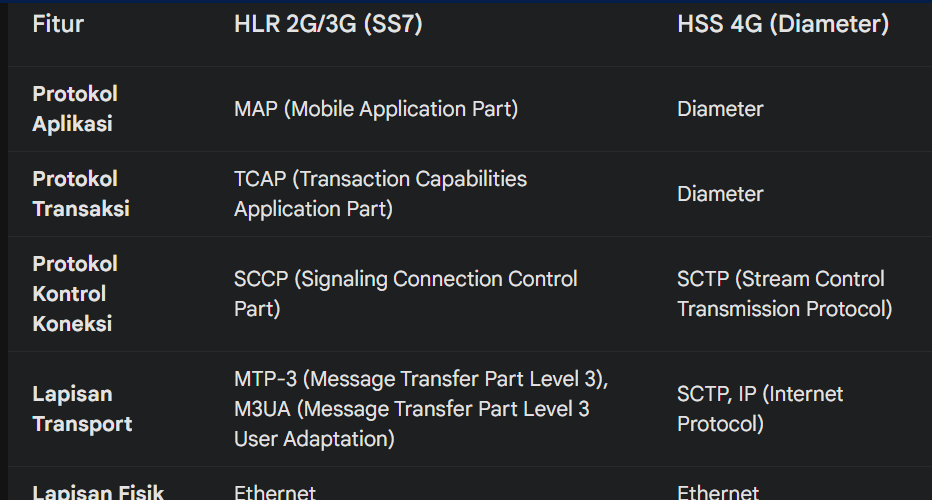 Fitur HLR 2G/3G (SS7) HSS 4G (Diameter)
Protokol
Aplikasi
MAP (Mobile Application Part)
Diameter
Protokol
Transaksi
TCAP (Transaction Capabilities
Application Part)
Diameter
Protokol
Kontrol
Koneksi
SCCP (Signaling Connection Control
Part)
SCTP (Stream Control
Transmission Protocol)
Lapisan
Transport
MTP-3 (Message Transfer Part Level 3),
M3UA (Message Transfer Part Level 3
User Adaptation)
SCTP, IP (Internet
Protocol)
Lapisan Fisik Ethernet Ethernet